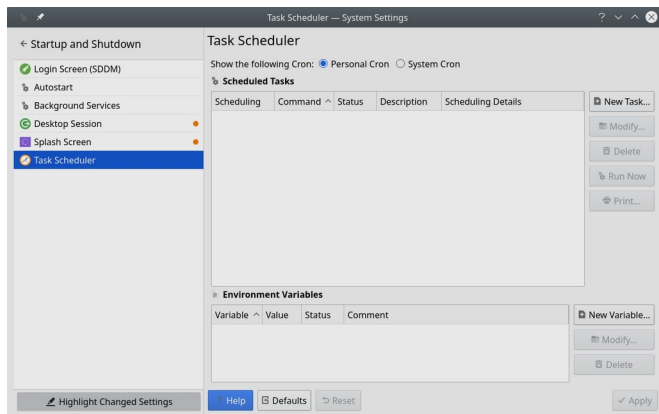 Task Scheduler — System Settings
Startup and Shutdown
Login Screen (SDDM)
Autostart
Background Services
Desktop Session
Splash Screen
Task Scheduler
Highlight Changed Settings
Task Scheduler
Show the following Cron: Personal Cron System Cron
Scheduled Tasks
Scheduling Command Status Description Scheduling Details
New Task...
Modify...
Delete
Run Now
Print...
Environment Variables
Variable Value Status Comment
New Variable...
Modify...
Delete
Help Defaults Reset Apply